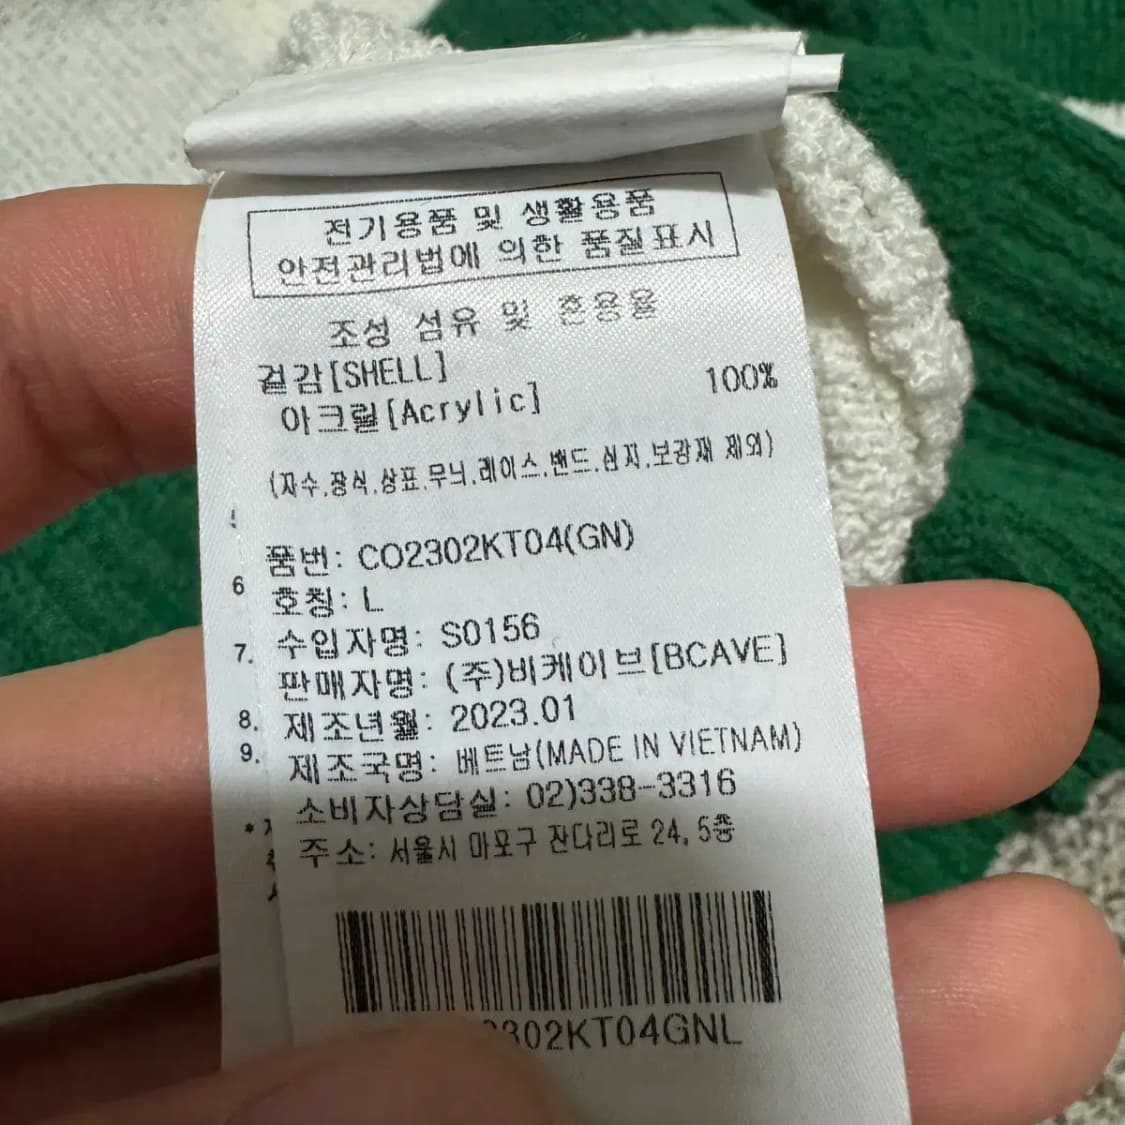 전기용품 및 생활용품
안전관리법에 의한 품질표시
조성 섬유 및 혼용율
겉감[SHELL]
아크릴[Acrylic] 100%
(자수,장식,상표,무늬,레이스,밴드,심지,보강재 제외)
품번: CO2302KT04(GN)
6
호칭: L
수입자명: S0156
7.
판매자명: (주)비케이브[BCAVE]
8.
제조년월: 2023.01
9.
제조국명: 베트남(MADE IN VIETNAM)
소비자상담실: 02)338-3316
*
주소: 서울시 마포구 잔다리로 24, 5층
2302KT04GNL